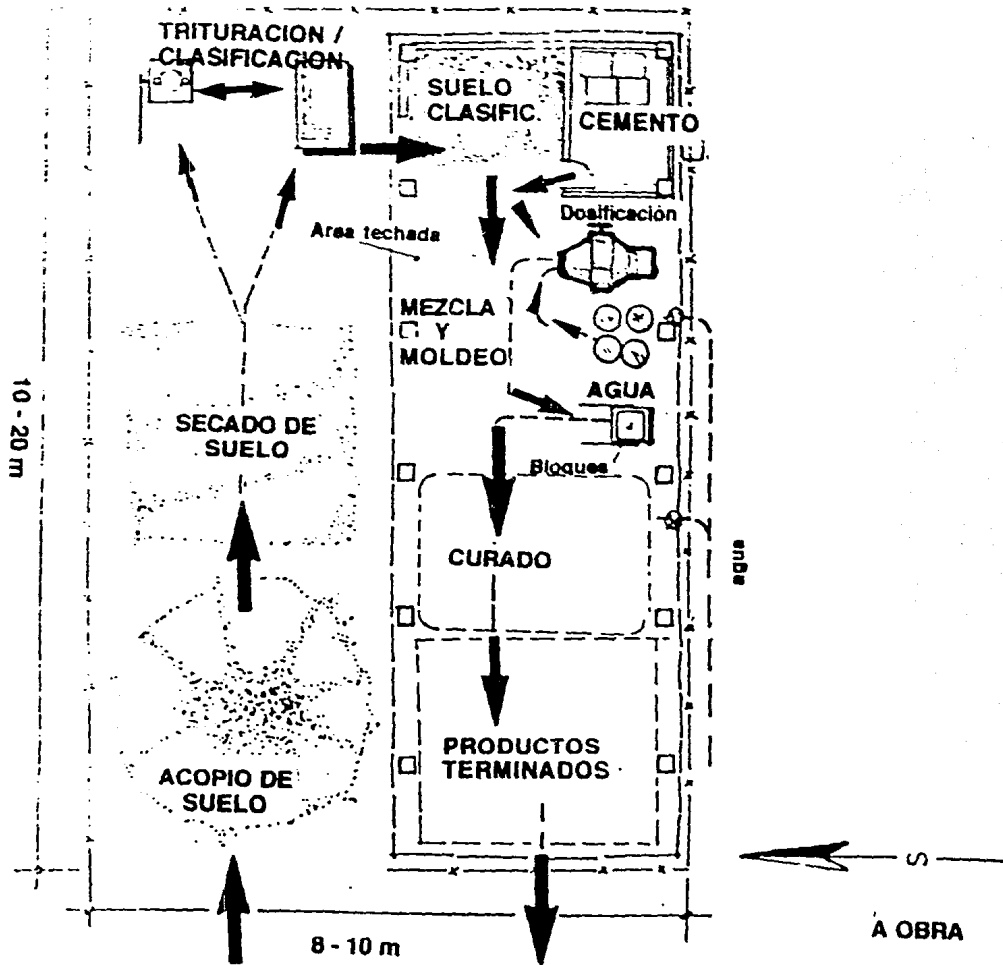 TRITURACION /
CLASIFICACION
SUELO
CLASIFIC.
CEMENTO
Dosificación
Area techada
MEZCLA
Y
MOLDEO
AGUA
Bloques
SECADO DE
SUELO
10 - 20 m
CURADO
agua
PRODUCTOS
TERMINADOS
ACOPIO DE
SUELO
S
8 - 10 m
A OBRA